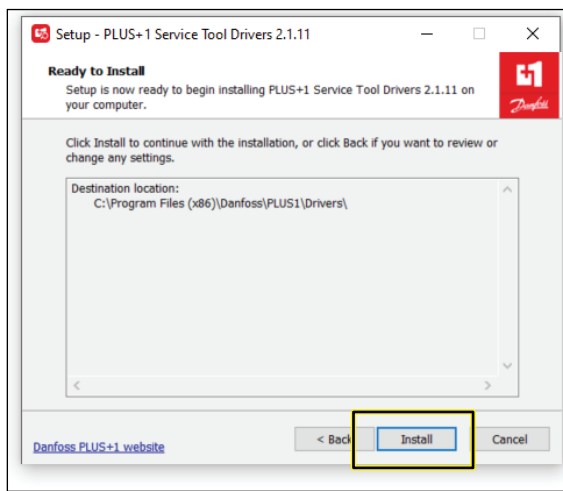 Setup - PLUS+1 Service Tool Drivers 2.1.11
Ready to Install
Setup is now ready to begin installing PLUS+1 Service Tool Drivers 2.1.11 on
your computer.
Danfoss
Click Install to continue with the installation, or click Back if you want to review or
change any settings.
Destination location:
C:\Program Files (x86)\Danfoss\PLUS1\Drivers\
Danfoss PLUS+1 website
< Back
Install
Cancel